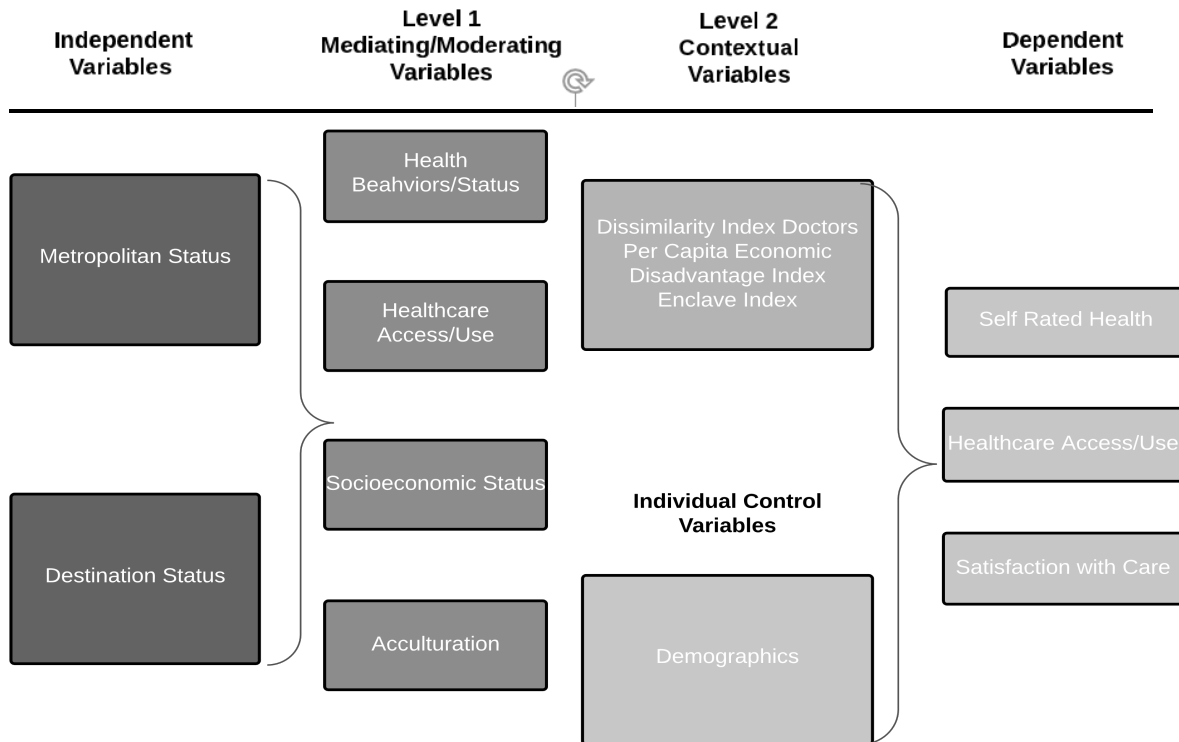 Independent
Variables
Level 1
Mediating/Moderating
Variables
Level 2
Contextual
Variables
Dependent
Variables
Metropolitan Status
Destination Status
Health
Beahviors/Status
Healthcare
Access/Use
Socioeconomic Status
Acculturation
Dissimilarity Index Doctors
Per Capita Economic
Disadvantage Index
Enclave Index
Individual Control
Variables
Demographics
Self Rated Health
Healthcare Access/Use
Satisfaction with Care